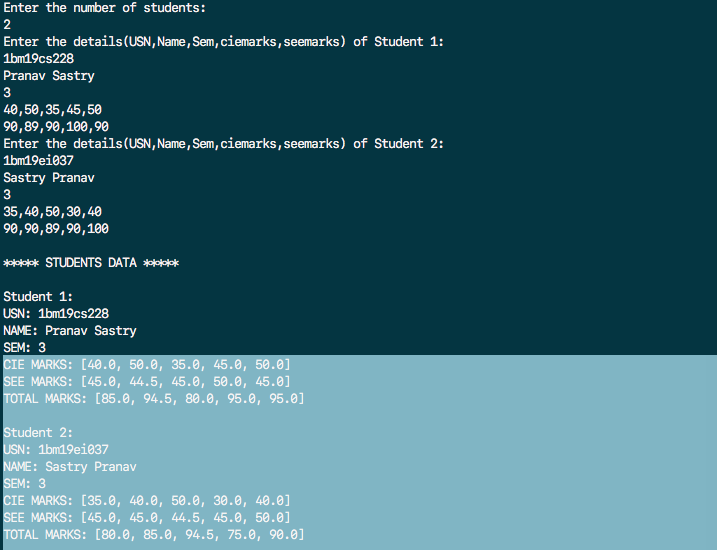 Enter the number of students:
2
Enter the details(USN,Name,Sem,ciemarks,seemarks) of Student 1:
1bm19cs228
Pranav Sastry
3
40,50,35,45,50
90,89,90,100,90
Enter the details(USN,Name,Sem,ciemarks,seemarks) of Student 2:
1bm19ei037
Sastry Pranav
3
35,40,50,30,40
90,90,89,90,100
***** STUDENTS DATA *****
Student 1:
USN: 1bm19cs228
NAME: Pranav Sastry
SEM: 3
CIE MARKS: [40.0, 50.0, 35.0, 45.0, 50.0]
SEE MARKS: [45.0, 44.5, 45.0, 50.0, 45.0]
TOTAL MARKS: [85.0, 94.5, 80.0, 95.0, 95.0]
Student 2:
USN: 1bm19ei037
NAME: Sastry Pranav
SEM: 3
CIE MARKS: [35.0, 40.0, 50.0, 30.0, 40.0]
SEE MARKS: [45.0, 45.0, 44.5, 45.0, 50.0]
TOTAL MARKS: [80.0, 85.0, 94.5, 75.0, 90.0]